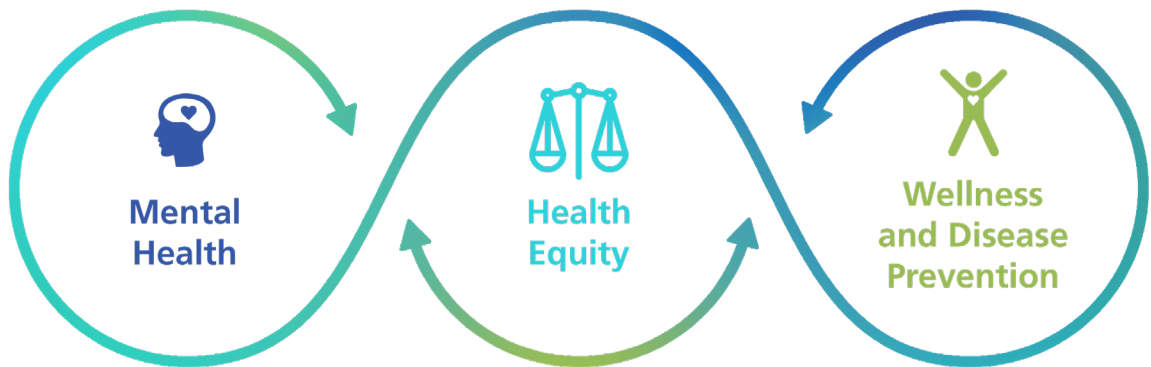 Mental
Health
Health
Equity
Wellness
and Disease
Prevention